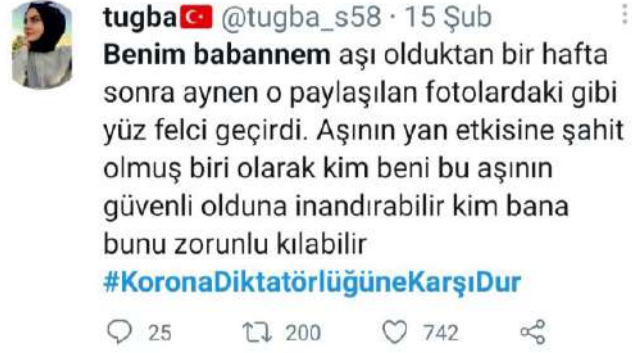 tugba @tugba_s58 · 15 Şub
Benim babannem aşı olduktan bir hafta
sonra aynen o paylaşılan fotolardaki gibi
yüz felci geçirdi. Aşının yan etkisine şahit
olmuş biri olarak kim beni bu aşının
güvenli olduna inandırabilir kim bana
bunu zorunlu kılabilir
#KoronaDiktatörlüğüneKarşıDur
25 200 742